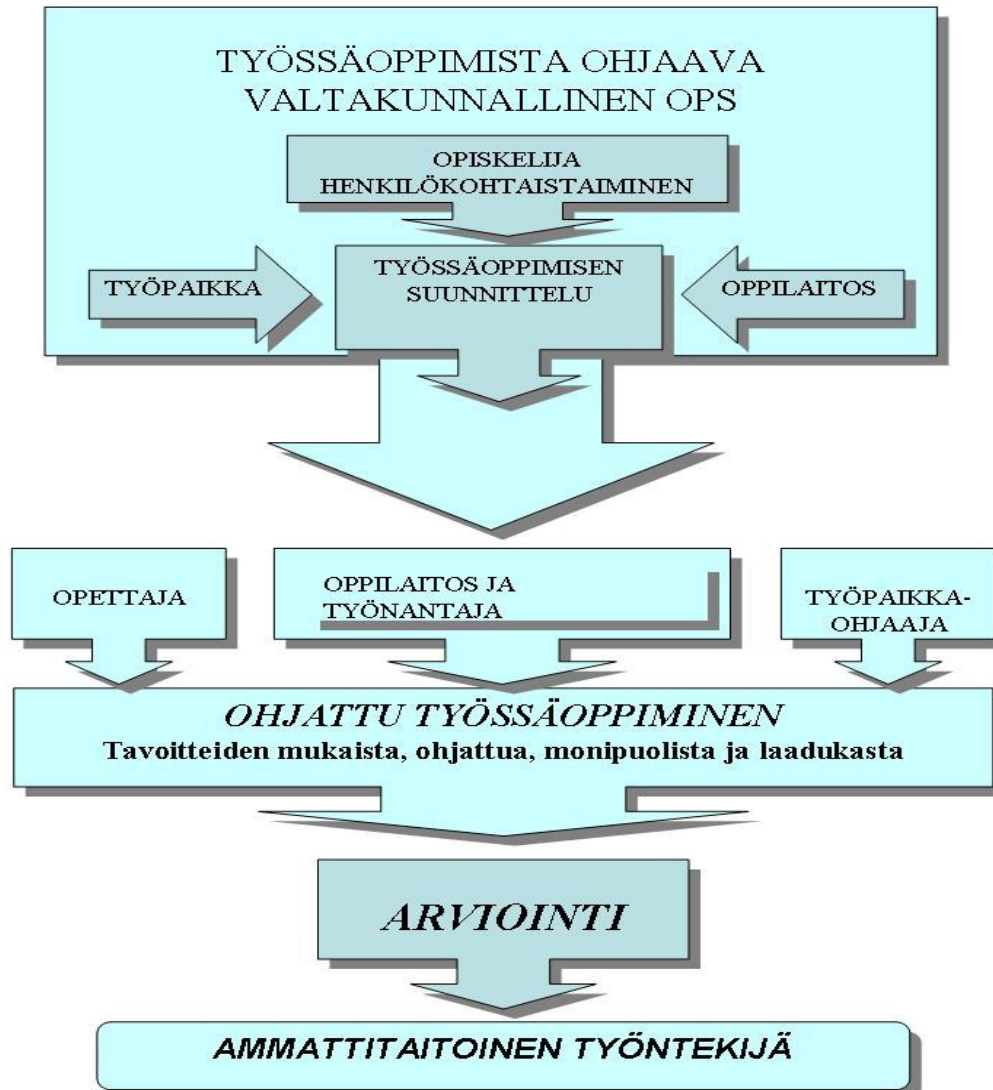 TYÖSSÄOPPIMISTA OHJAAVA
VALTAKUNNALLINEN OPS
OPISKELIJA
HENKILÖKOHTAISTAIMINEN
TYÖPAIKKA
TYÖSSÄOPPIMISEN
SUUNNITTELU
OPPILAITOS
OPETTAJA
OPPILAITOS JA
TYÖNANTAJA
TYÖPAIKKA-
OHJAAJA
OHJATTU TYÖSSÄOPPIMINEN
Tavoitteiden mukaista, ohjattua, monipuolista ja laadukasta
ARVIOINTI
AMMATTITAITOINEN TYÖNTEKIJÄ